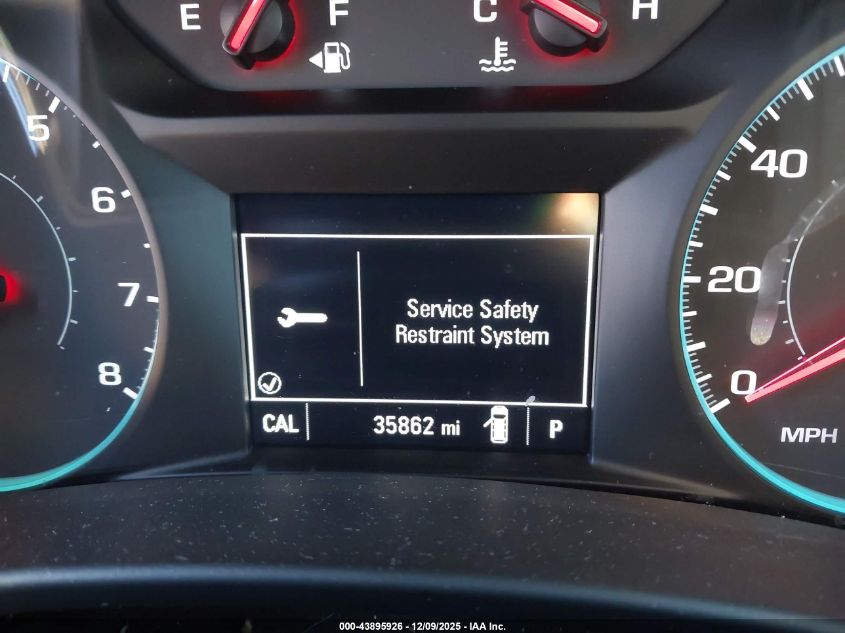 E F C H
5
6
7
8
40
20
0
MPH
Service Safety
Restraint System
CAL 35862 mi P
000-43895926 - 12/09/2025 - IAA Inc.